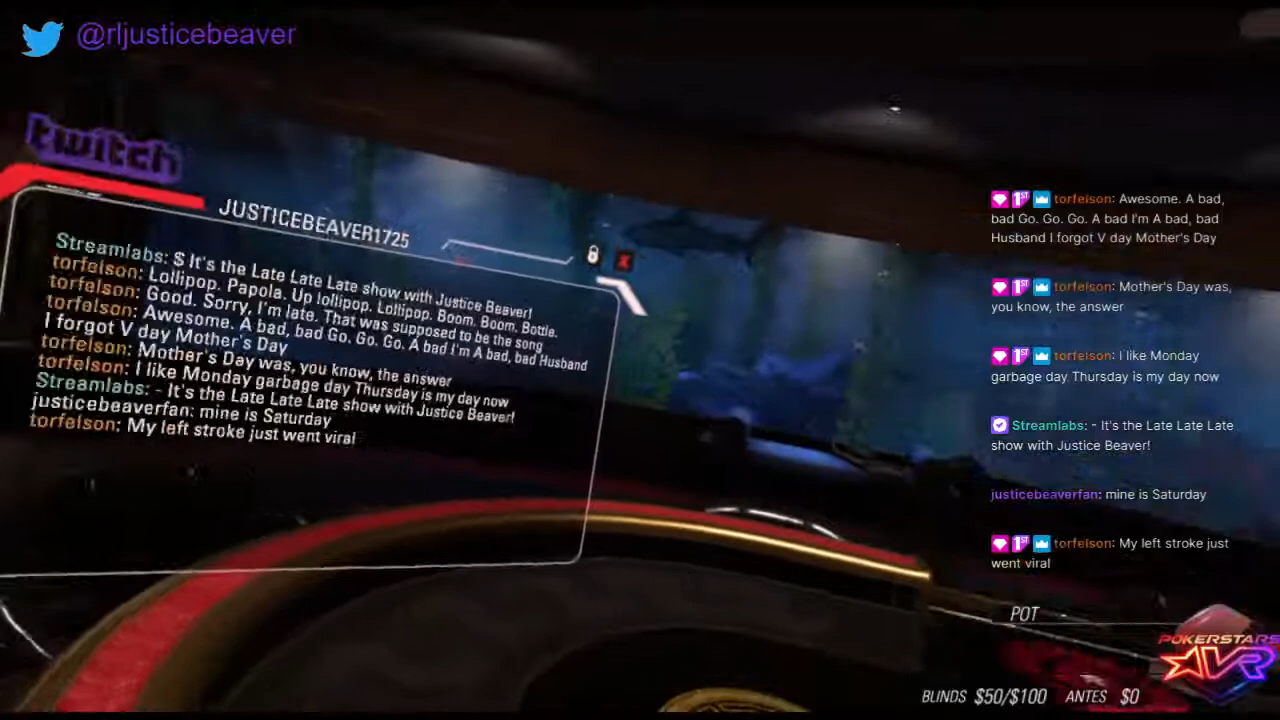 @rljusticebeaver
twitch
JUSTICEBEAVER1725
Streamlabs: $ It's the Late Late Late show with Justice Beaver!
torfelson: Lollipop. Papola. Up lollipop. Lollipop. Boom. Boom. Bottle.
torfelson: Good. Sorry, I'm late. That was supposed to be the song
torfelson: Awesome. A bad, bad Go. Go. Go. A bad I'm A bad, bad Husband
I forgot V day Mother's Day
torfelson: Mother's Day was, you know, the answer
torfelson: I like Monday garbage day Thursday is my day now
Streamlabs: - It's the Late Late Late show with Justice Beaver!
justicebeaverfan: mine is Saturday
torfelson: My left stroke just went viral
1ST torfelson: Awesome. A bad,
bad Go. Go. Go. A bad I'm A bad, bad
Husband I forgot V day Mother's Day
1ST torfelson: Mother's Day was,
you know, the answer
1ST torfelson: I like Monday
garbage day Thursday is my day now
Streamlabs: - It's the Late Late Late
show with Justice Beaver!
justicebeaverfan: mine is Saturday
1ST torfelson: My left stroke just
went viral
POT
POKERSTARS
VR
BLINDS $50/$100 ANTES $0